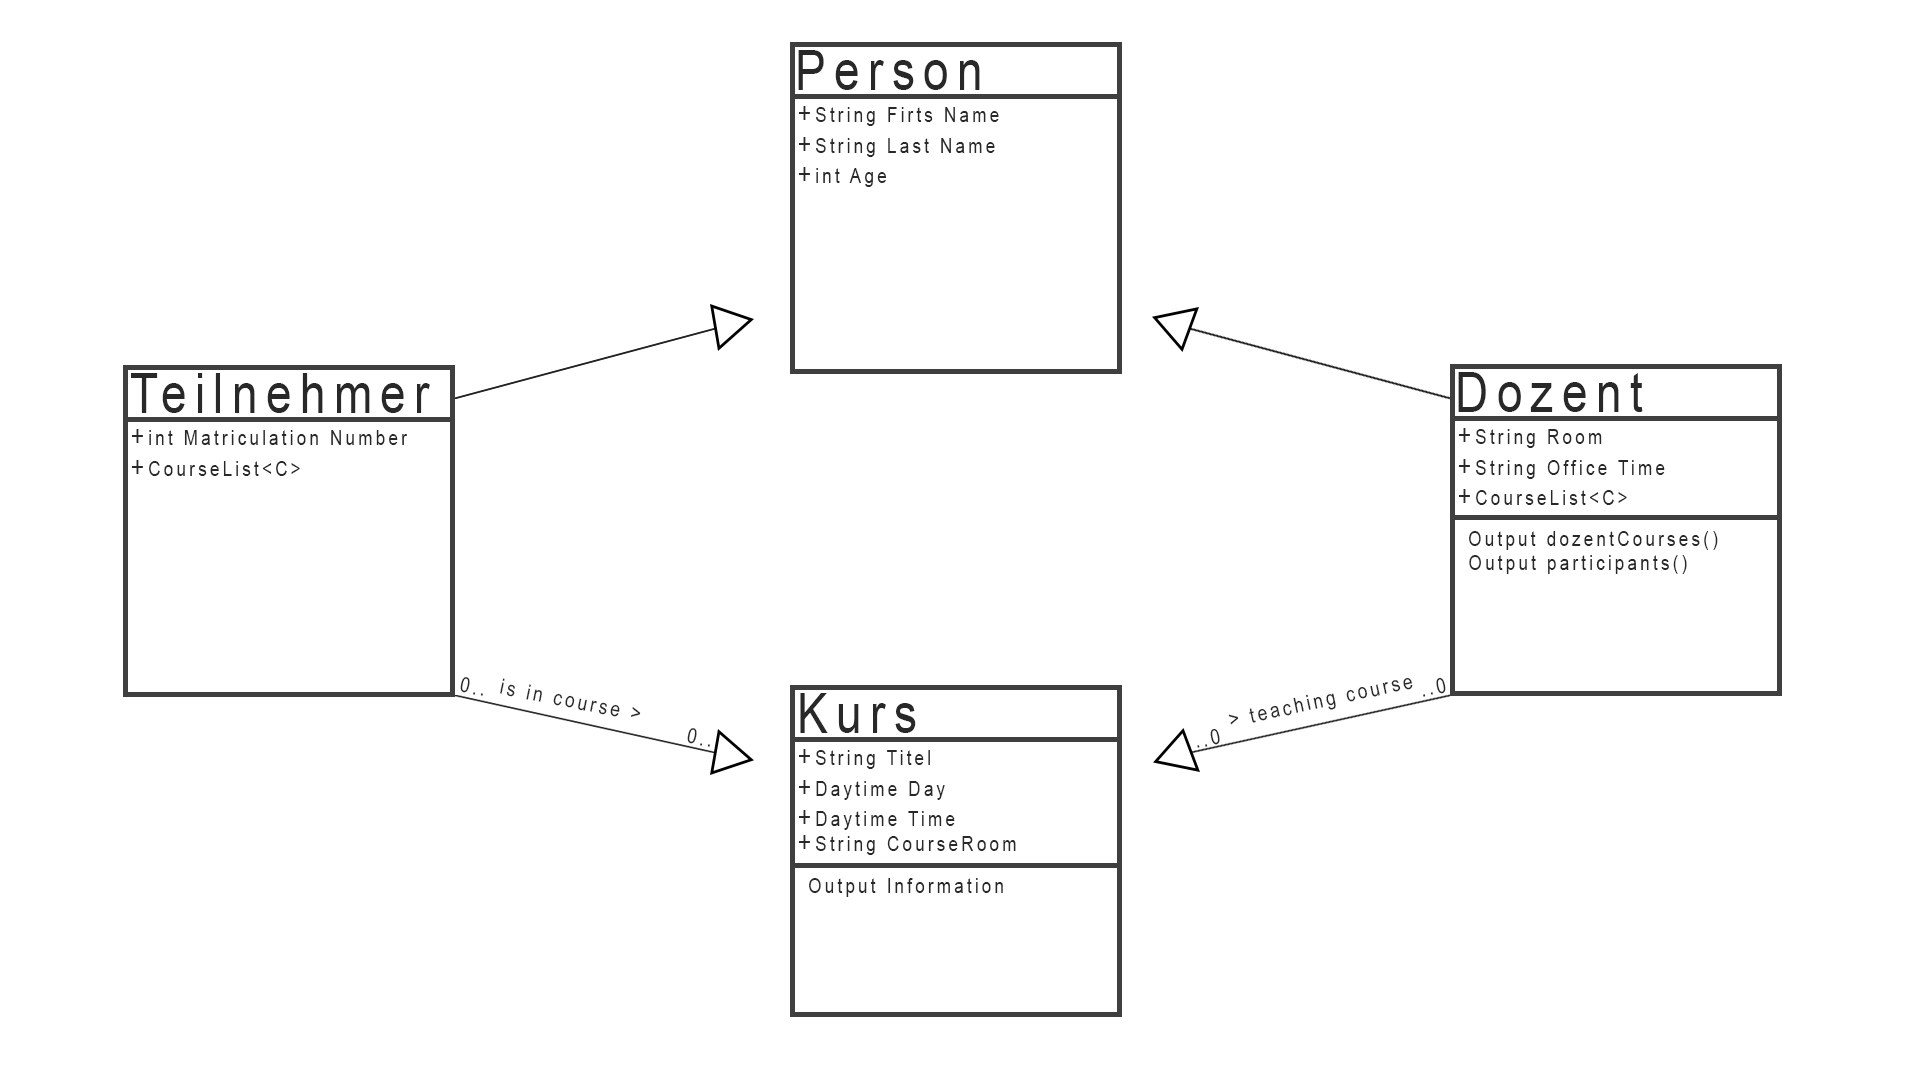 Person
+String Firts Name
+String Last Name
+int Age
Teilnehmer
+int Matriculation Number
+CourseList<C>
Dozent
+String Room
+String Office Time
+CourseList<C>
Output dozentCourses()
Output participants()
0.. is in course >
0..
> teaching course ..0
..0
Kurs
+String Titel
+Daytime Day
+Daytime Time
+String CourseRoom
Output Information